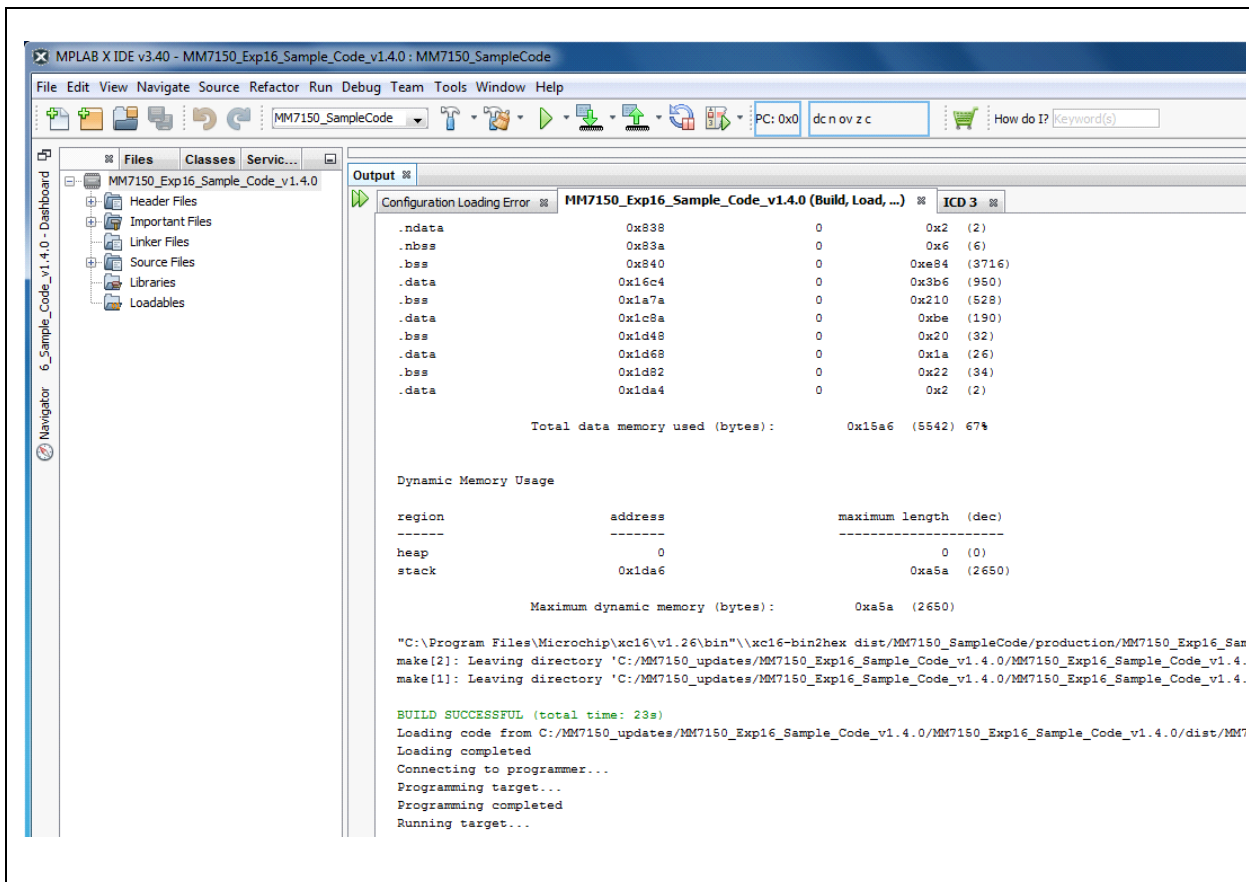 MPLAB X IDE v3.40 - MM7150_Exp16_Sample_Code_v1.4.0 : MM7150_SampleCode
File Edit View Navigate Source Refactor Run Debug Team Tools Window Help
MM7150_SampleCode
PC: 0x0
dc n ov z c
How do I? Keyword(s)
6_Sample_Code_v1.4.0 - Dashboard
Navigator
Files Classes Servic...
MM7150_Exp16_Sample_Code_v1.4.0
Header Files
Important Files
Linker Files
Source Files
Libraries
Loadables
Output
Configuration Loading Error MM7150_Exp16_Sample_Code_v1.4.0 (Build, Load, ...) ICD 3
.ndata 0x838 0 0x2 (2)
.nbss 0x83a 0 0x6 (6)
.bss 0x840 0 0xe84 (3716)
.data 0x16c4 0 0x3b6 (950)
.bss 0x1a7a 0 0x210 (528)
.data 0x1c8a 0 0xbe (190)
.bss 0x1d48 0 0x20 (32)
.data 0x1d68 0 0x1a (26)
.bss 0x1d82 0 0x22 (34)
.data 0x1da4 0 0x2 (2)
Total data memory used (bytes): 0x15a6 (5542) 67%
Dynamic Memory Usage
region address maximum length (dec)
------ ------- ---------------------
heap 0 0 (0)
stack 0x1da6 0xa5a (2650)
Maximum dynamic memory (bytes): 0xa5a (2650)
"C:\Program Files\Microchip\xc16\v1.26\bin"\\xc16-bin2hex dist/MM7150_SampleCode/production/MM7150_Exp16_Sam
make[2]: Leaving directory 'C:/MM7150_updates/MM7150_Exp16_Sample_Code_v1.4.0/MM7150_Exp16_Sample_Code_v1.4.
make[1]: Leaving directory 'C:/MM7150_updates/MM7150_Exp16_Sample_Code_v1.4.0/MM7150_Exp16_Sample_Code_v1.4.
BUILD SUCCESSFUL (total time: 23s)
Loading code from C:/MM7150_updates/MM7150_Exp16_Sample_Code_v1.4.0/MM7150_Exp16_Sample_Code_v1.4.0/dist/MM7
Loading completed
Connecting to programmer...
Programming target...
Programming completed
Running target...